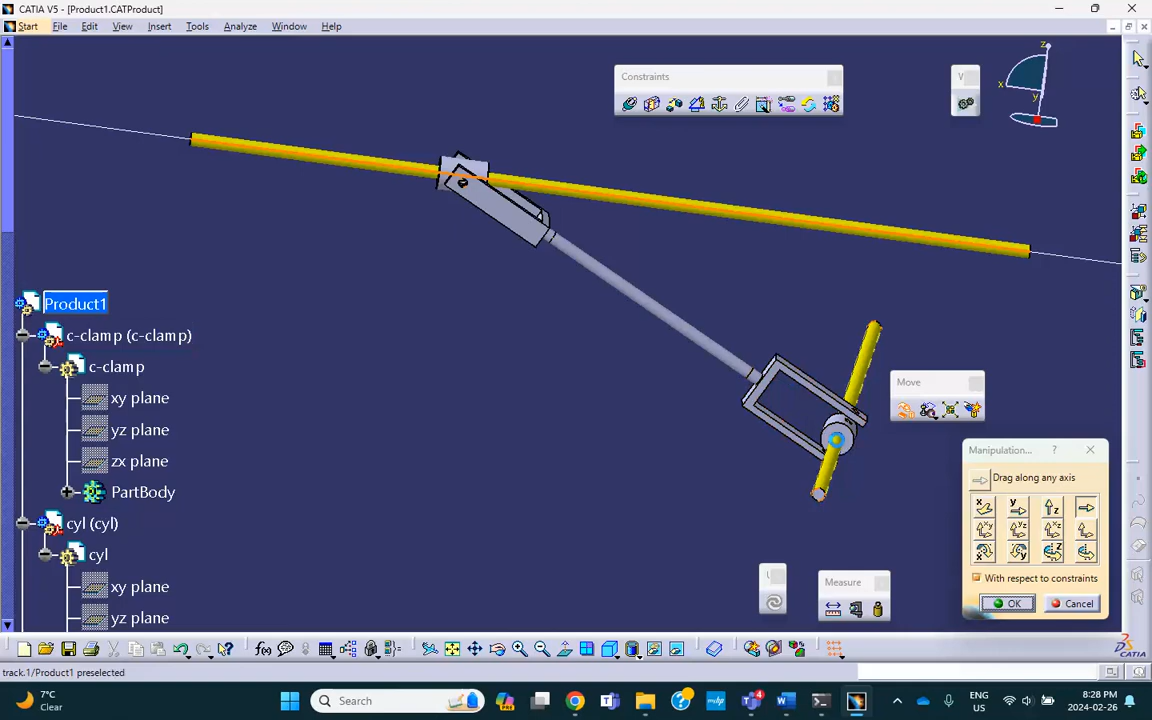 CATIA V5 - [Product1.CATProduct]
Start File Edit View Insert Tools Analyze Window Help
Constraints
V
z
x
y
Product1
c-clamp (c-clamp)
c-clamp
xy plane
yz plane
zx plane
PartBody
cyl (cyl)
cyl
xy plane
yz plane
Move
Manipulation... ?
Drag along any axis
With respect to constraints
OK Cancel
Measure
track.1/Product1 preselected
CATIA
7°C
Clear
Search
4
ENG
US
8:28 PM
2024-02-26